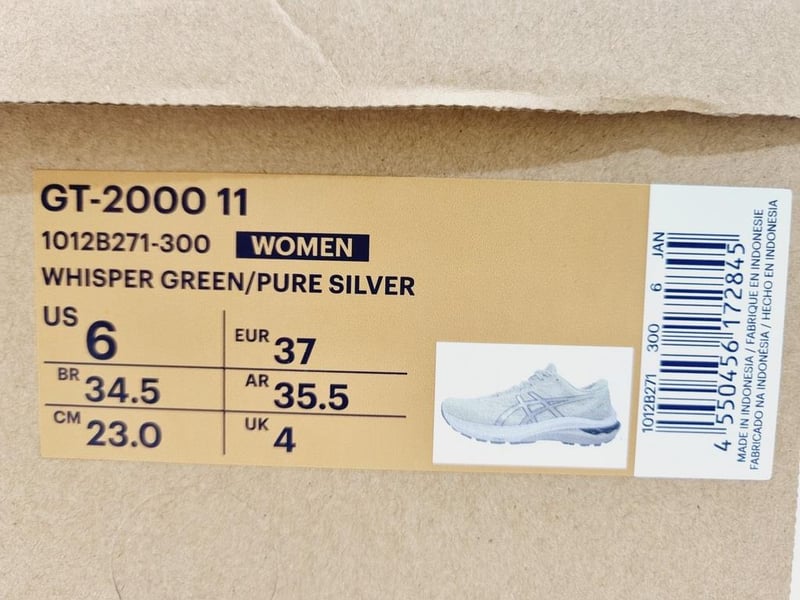 GT-2000 11
1012B271-300 WOMEN
WHISPER GREEN/PURE SILVER
US 6
EUR 37
BR 34.5
AR 35.5
CM 23.0
UK 4
1012B271 300 6 JAN
4 550456 172845
MADE IN INDONESIA / FABRIQUE EN INDONESIE
FABRICADO NA INDONÉSIA / HECHO EN INDONESIA